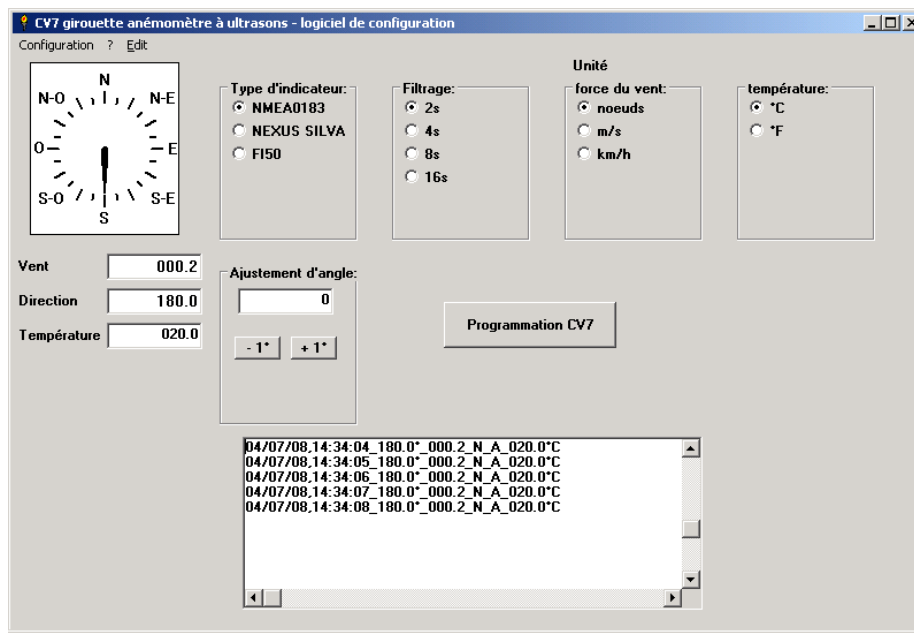 CV7 girouette anémomètre à ultrasons - logiciel de configuration
Configuration ? Edit
N
N-O N-E
O E
S-O S-E
S
Type d'indicateur:
NMEA0183
NEXUS SILVA
FI50
Filtrage:
2s
4s
8s
16s
Unité
force du vent:
noeuds
m/s
km/h
température:
°C
°F
Vent 000.2
Direction 180.0
Température 020.0
Ajustement d'angle:
0
- 1° + 1°
Programmation CV7
04/07/08,14:34:04_180.0°_000.2_N_A_020.0°C
04/07/08,14:34:05_180.0°_000.2_N_A_020.0°C
04/07/08,14:34:06_180.0°_000.2_N_A_020.0°C
04/07/08,14:34:07_180.0°_000.2_N_A_020.0°C
04/07/08,14:34:08_180.0°_000.2_N_A_020.0°C